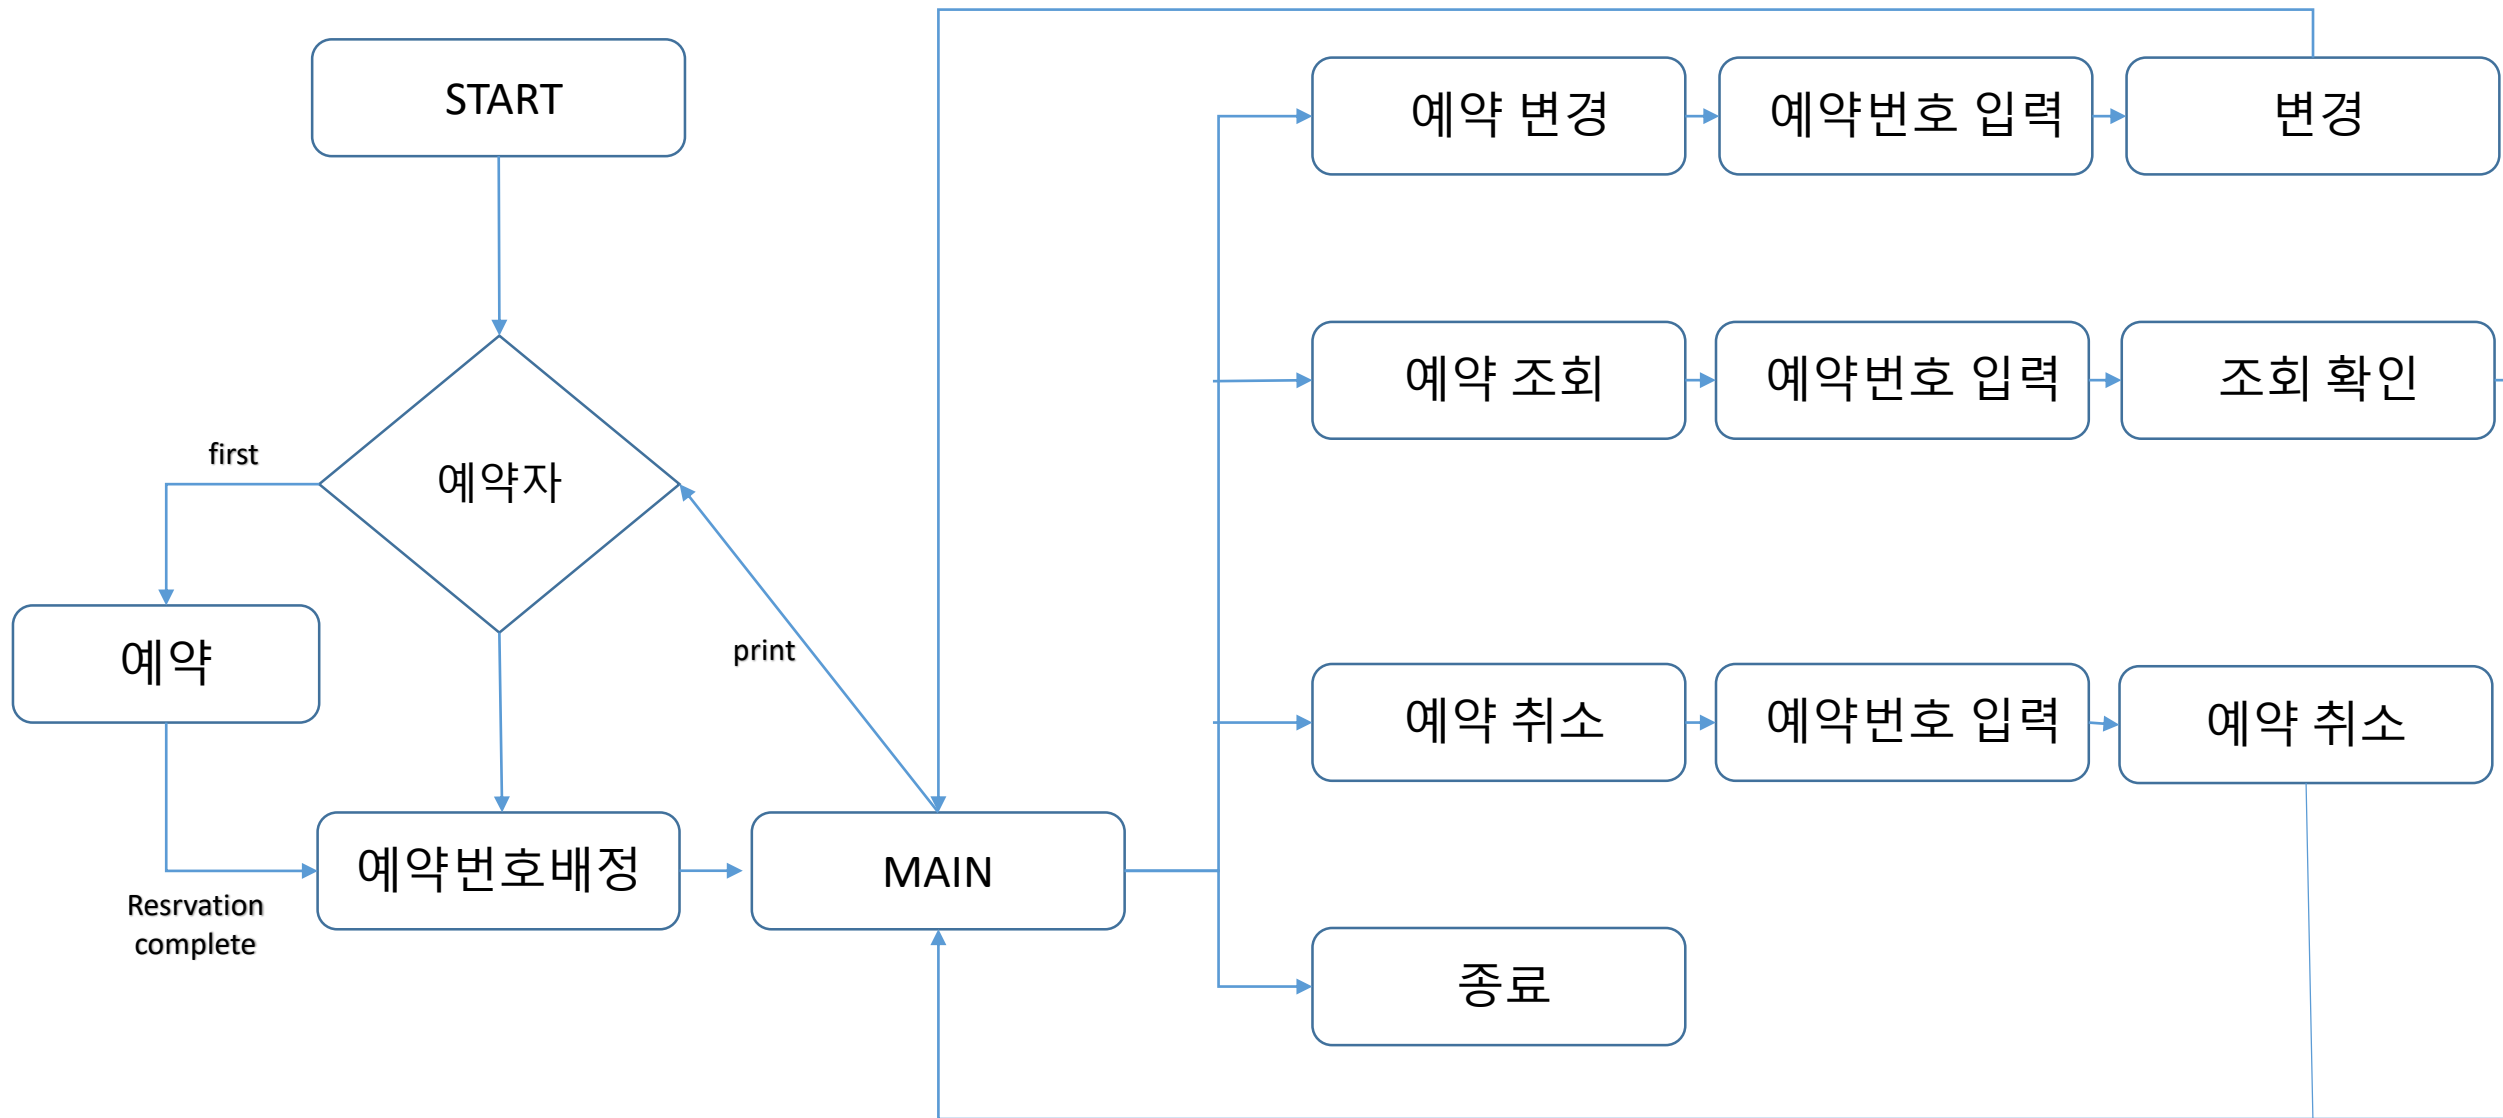 START
예약자
first
예약
Resrvation
complete
예약번호배정
print
MAIN
예약 변경
예약번호 입력
변경
예약 조회
예약번호 입력
조회 확인
예약 취소
예약번호 입력
예약 취소
종료